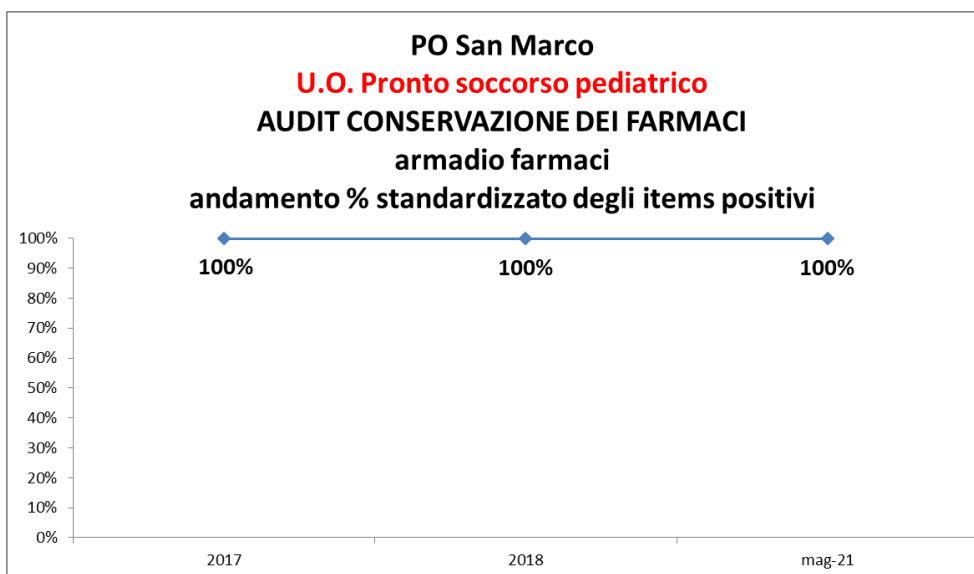 PO San Marco
U.O. Pronto soccorso pediatrico
AUDIT CONSERVAZIONE DEI FARMACI
armadio farmaci
andamento % standardizzato degli items positivi
100%
90%
80%
70%
60%
50%
40%
30%
20%
10%
0%
100%
100%
100%
2017
2018
mag-21